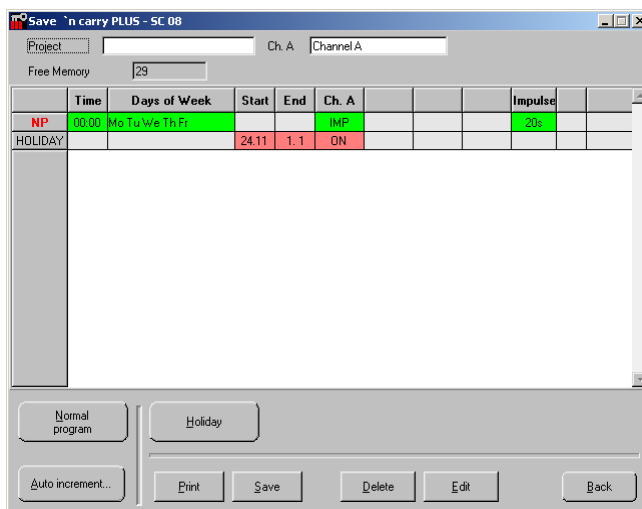 Save `n carry PLUS - SC 08
Project Ch. A Channel A
Free Memory 29
Time Days of Week Start End Ch. A Impulse
NP 00:00 Mo Tu We Th Fr IMP 20s
HOLIDAY 24.11 1. 1 ON
Normal
program
Holiday
Auto increment... Print Save Delete Edit Back